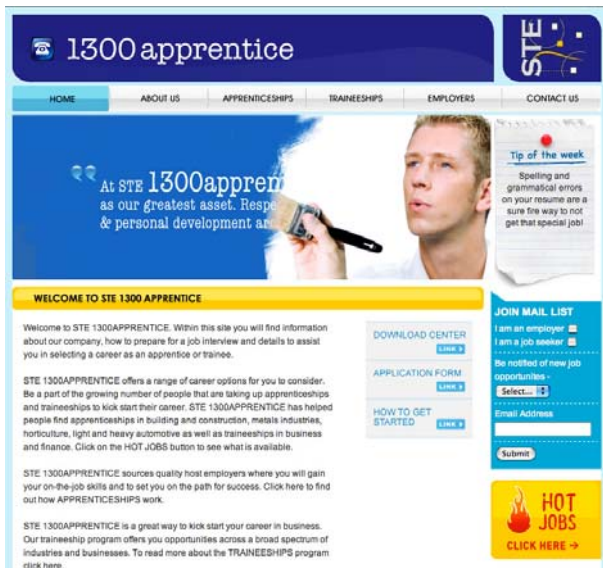 1300 apprentice
STE
HOME
ABOUT US
APPRENTICESHIPS
TRAINEESHIPS
EMPLOYERS
CONTACT US
At STE 1300appren
as our greatest asset. Respe
& personal development ar
Tip of the week
Spelling and
grammatical errors
on your resume are a
sure fire way to not
get that special job!
WELCOME TO STE 1300 APPRENTICE
Welcome to STE 1300APPRENTICE. Within this site you will find information
about our company, how to prepare for a job interview and details to assist
you in selecting a career as an apprentice or trainee.
STE 1300APPRENTICE offers a range of career options for you to consider.
Be a part of the growing number of people that are taking up apprenticeships
and traineeships to kick start their career. STE 1300APPRENTICE has helped
people find apprenticeships in building and construction, metals industries,
horticulture, light and heavy automotive as well as traineeships in business
and finance. Click on the HOT JOBS button to see what is available.
STE 1300APPRENTICE sources quality host employers where you will gain
your on-the-job skills and to set you on the path for success. Click here to find
out how APPRENTICESHIPS work.
STE 1300APPRENTICE is a great way to kick start your career in business.
Our traineeship program offers you opportunities across a broad spectrum of
industries and businesses. To read more about the TRAINEESHIPS program
click here.
DOWNLOAD CENTER
LINK
APPLICATION FORM
LINK
HOW TO GET
STARTED LINK
JOIN MAIL LIST
I am an employer
I am a job seeker
Be notified of new job
opportunites -
Select...
Email Address
Submit
HOT
JOBS
CLICK HERE →